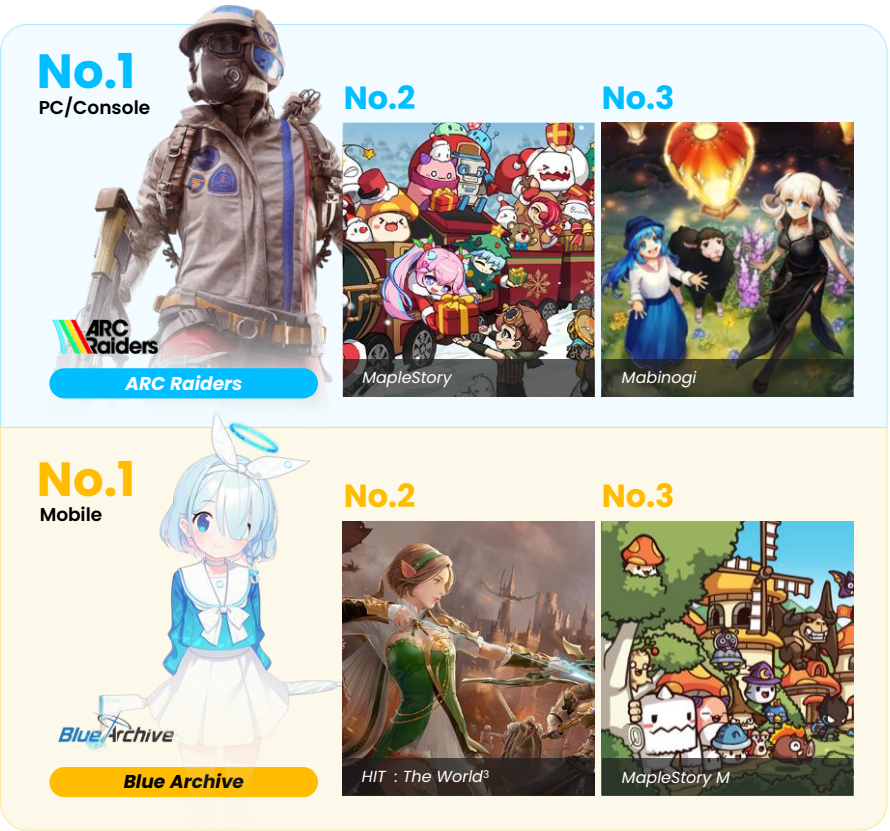 No.1
PC/Console
No.2
No.3
ARC
Raiders
ARC Raiders
MapleStory
Mabinogi
No.1
Mobile
No.2
No.3
BlueArchive
Blue Archive
HIT : The World³
MapleStory M